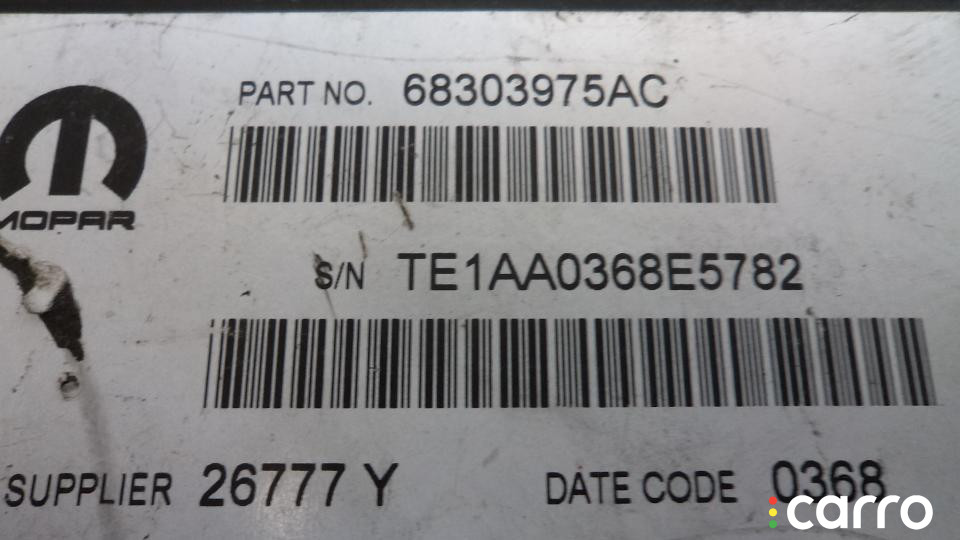 PART NO. 68303975AC
MOPAR
S/N TE1AA0368E5782
SUPPLIER 26777 Y
DATE CODE 0368
carro